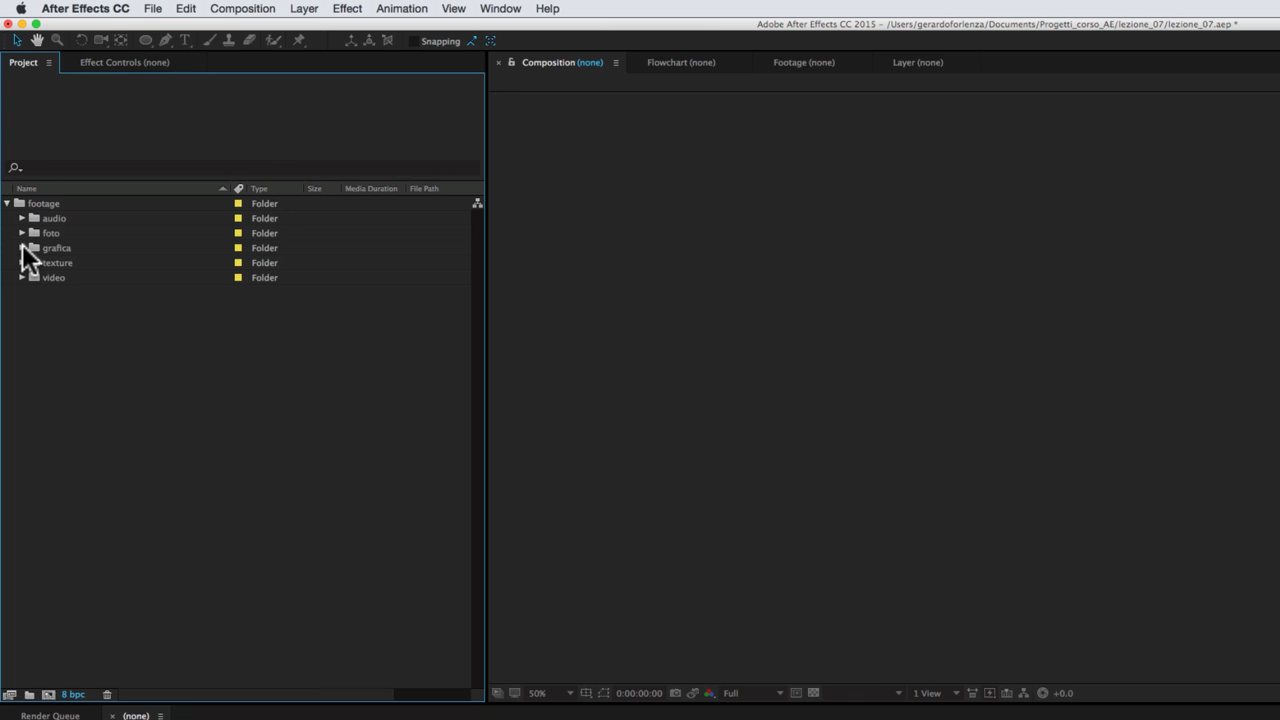 After Effects CC File Edit Composition Layer Effect Animation View Window Help
Adobe After Effects CC 2015 – /Users/gerardoforlenza/Documents/Progetti_corso_AE/lezione_07/lezione_07.aep *
Snapping
Project Effect Controls (none) Composition (none) Flowchart (none) Footage (none) Layer (none)
Name Type Size Media Duration File Path
footage Folder
audio Folder
foto Folder
grafica Folder
texture Folder
video Folder
8 bpc 50% 0:00:00:00 Full 1 View +0.0
Render Queue (none)